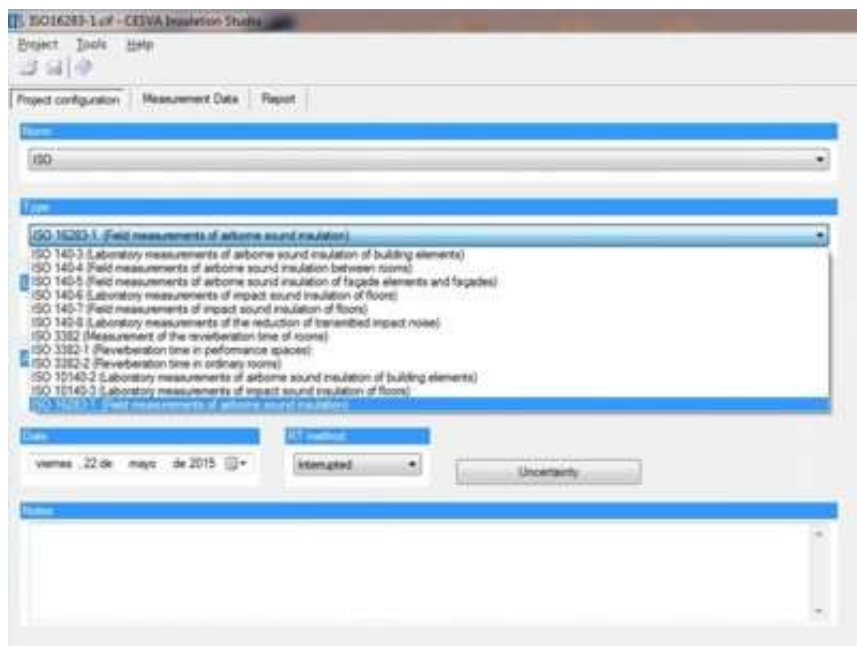 ISO16283-1.cif - CESVA Insulation Studio
Project Tools Help
Project configuration Measurement Data Report
Norm
ISO
Type
ISO 16283-1 (Field measurements of airborne sound insulation)
ISO 140-3 (Laboratory measurements of airborne sound insulation of building elements)
ISO 140-4 (Field measurements of airborne sound insulation between rooms)
ISO 140-5 (Field measurements of airborne sound insulation of façade elements and façades)
ISO 140-6 (Laboratory measurements of impact sound insulation of floors)
ISO 140-7 (Field measurements of impact sound insulation of floors)
ISO 140-8 (Laboratory measurements of the reduction of transmitted impact noise)
ISO 3382 (Measurement of the reverberation time of rooms)
ISO 3382-1 (Reverberation time in performance spaces)
ISO 3382-2 (Reverberation time in ordinary rooms)
ISO 10140-2 (Laboratory measurements of airborne sound insulation of building elements)
ISO 10140-3 (Laboratory measurements of impact sound insulation of floors)
ISO 16283-1 (Field measurements of airborne sound insulation)
Date RT method
viernes , 22 de mayo de 2015 Interrupted Uncertainty
Notes